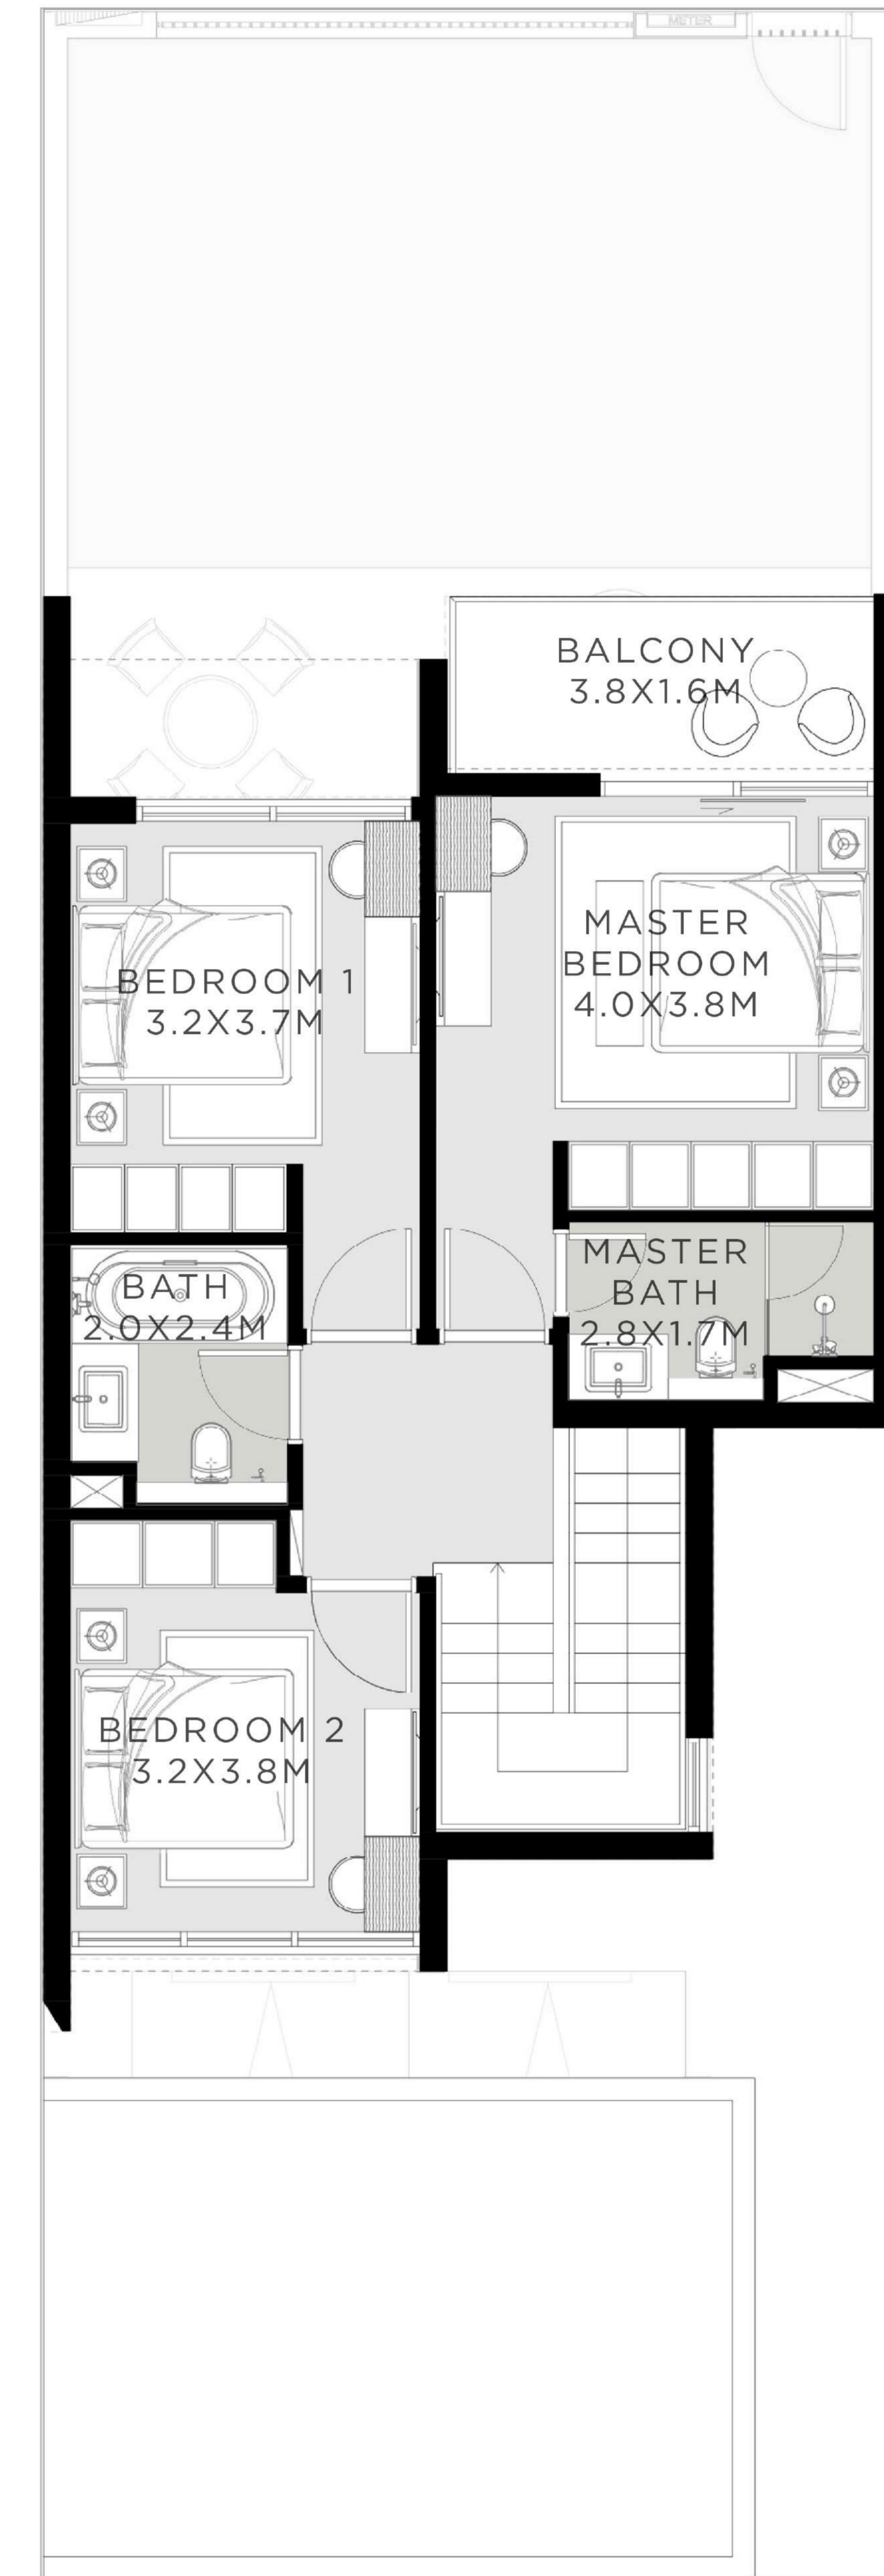 METER
BALCONY
3.8X1.6M
MASTER
BEDROOM
4.0X3.8M
BEDROOM 1
3.2X3.7M
MASTER
BATH
2.8X1.7M
BATH
2.0X2.4M
BEDROOM 2
3.2X3.8M